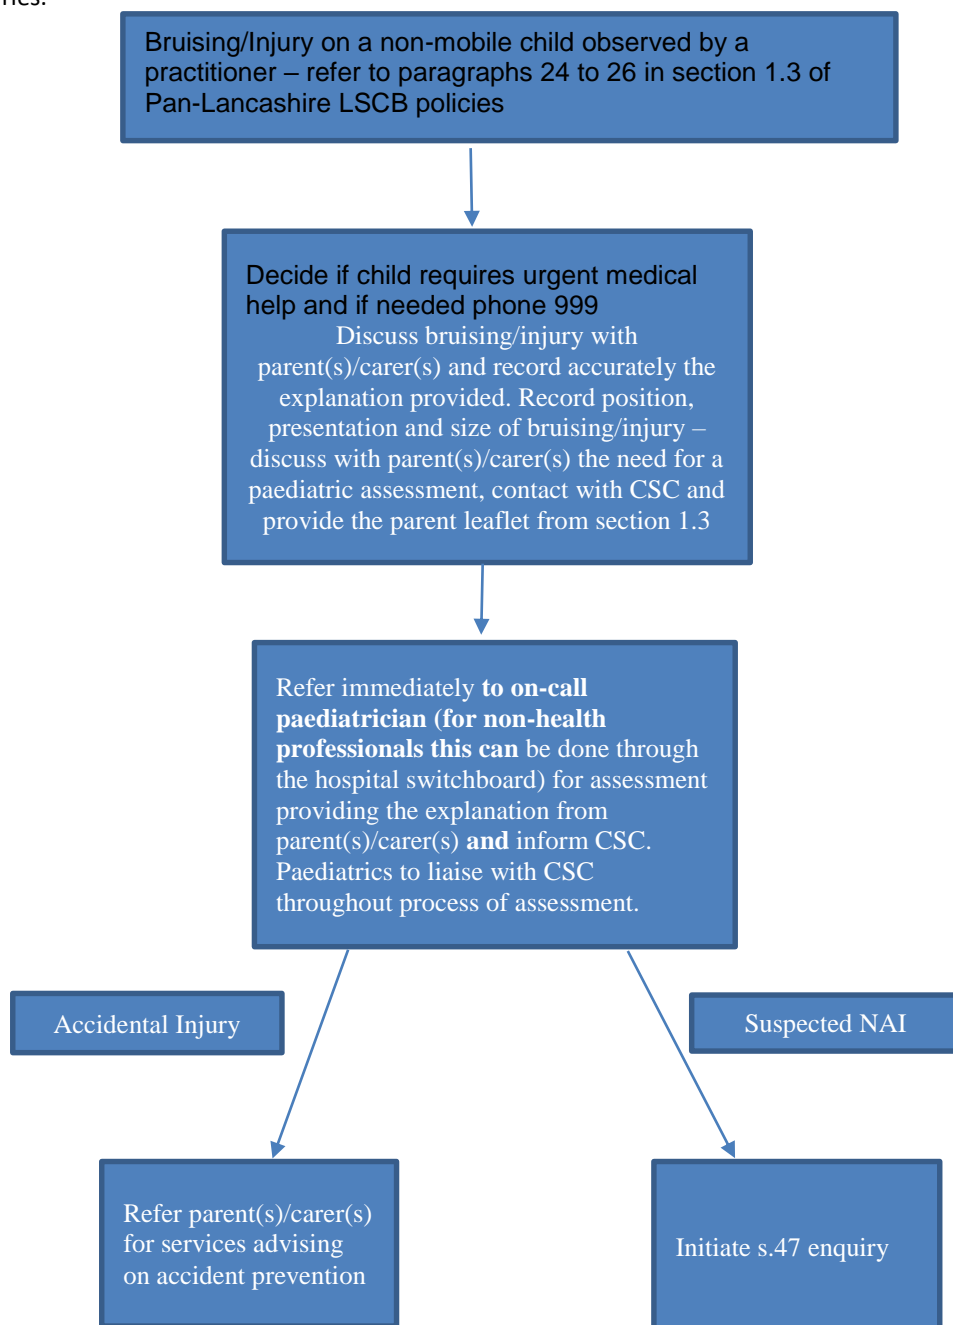 Bruising/Injury on a non-mobile child observed by a
practitioner – refer to paragraphs 24 to 26 in section 1.3 of
Pan-Lancashire LSCB policies
Decide if child requires urgent medical
help and if needed phone 999
Discuss bruising/injury with
parent(s)/carer(s) and record accurately the
explanation provided. Record position,
presentation and size of bruising/injury –
discuss with parent(s)/carer(s) the need for a
paediatric assessment, contact with CSC and
provide the parent leaflet from section 1.3
Refer immediately to on-call
paediatrician (for non-health
professionals this can be done through
the hospital switchboard) for assessment
providing the explanation from
parent(s)/carer(s) and inform CSC.
Paediatrics to liaise with CSC
throughout process of assessment.
Accidental Injury
Suspected NAI
Refer parent(s)/carer(s)
for services advising
on accident prevention
Initiate s.47 enquiry